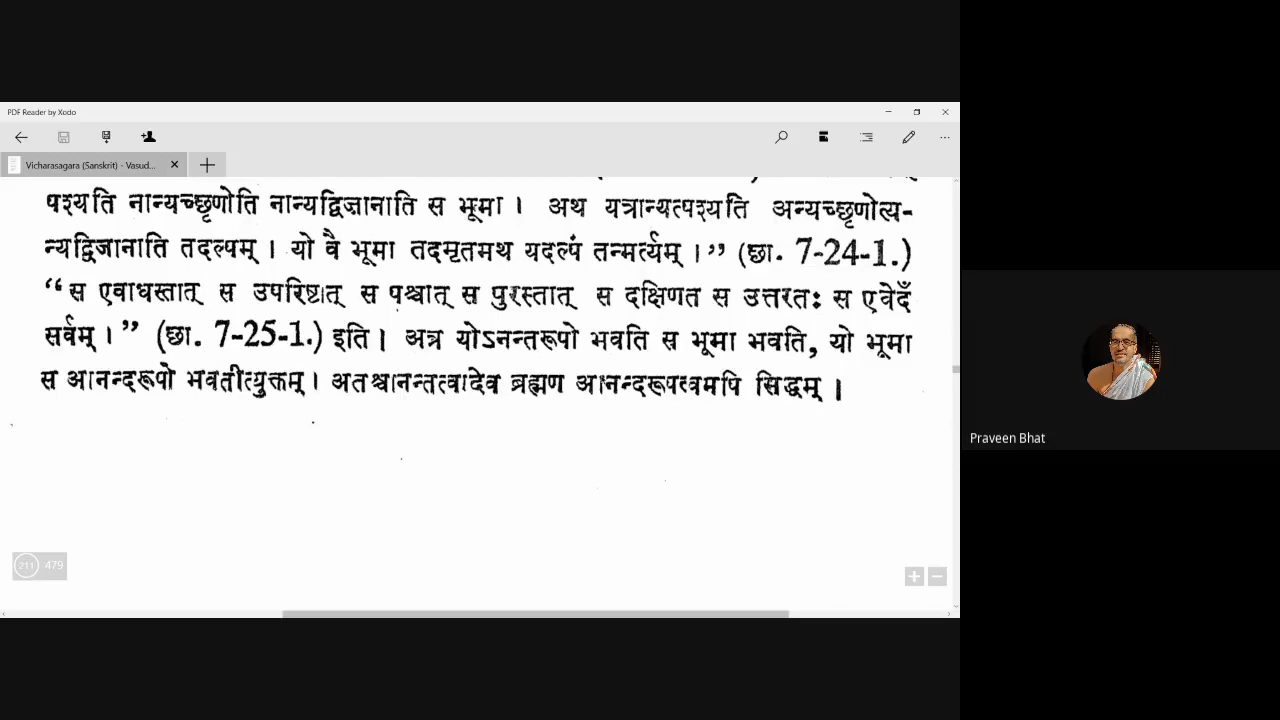 PDF Reader by Xodo
Vicharasagara (Sanskrit) - Vasud...
पश्यति नान्यच्छृणोति नान्यद्विजानाति स भूमा । अथ यत्रान्यत्पश्यति अन्यच्छृणोत्य-
न्यद्विजानाति तदल्पम् । यो वै भूमा तदमृतमथ यदल्पं तन्मर्त्यम् ।” (छा. 7-24-1.)
“स एवाधस्तात् स उपरिष्टात् स पश्चात् स पुरस्तात् स दक्षिणत स उत्तरतः स एवेदँ
सर्वम् ।” (छा. 7-25-1.) इति । अत्र योऽनन्तरूपो भवति स भूमा भवति, यो भूमा
स आनन्दरूपो भवतीत्युक्तम् । अतश्चानन्तत्वादेव ब्रह्मण आनन्दरूपत्वमपि सिद्धम् ।
211 479
Praveen Bhat